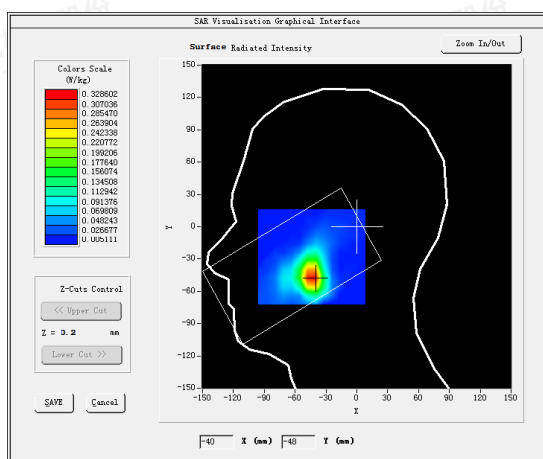 SAR Visualisation Graphical Interface
Surface Radiated Intensity
Zoom In/Out
Colors Scale
(W/kg)
0.328602
0.307036
0.285470
0.263904
0.242338
0.220772
0.199206
0.177640
0.156074
0.134508
0.112942
0.091376
0.069809
0.048243
0.026677
0.005111
150
120
90
60
30
0
-30
-60
-90
-120
-150
Y
-150 -120 -90 -60 -30 0 30 60 90 120 150
X
Z-Cuts Control
<< Upper Cut
Z = 3.2 mm
Lower Cut >>
SAVE Cancel
-40 X (mm) -48 Y (mm)